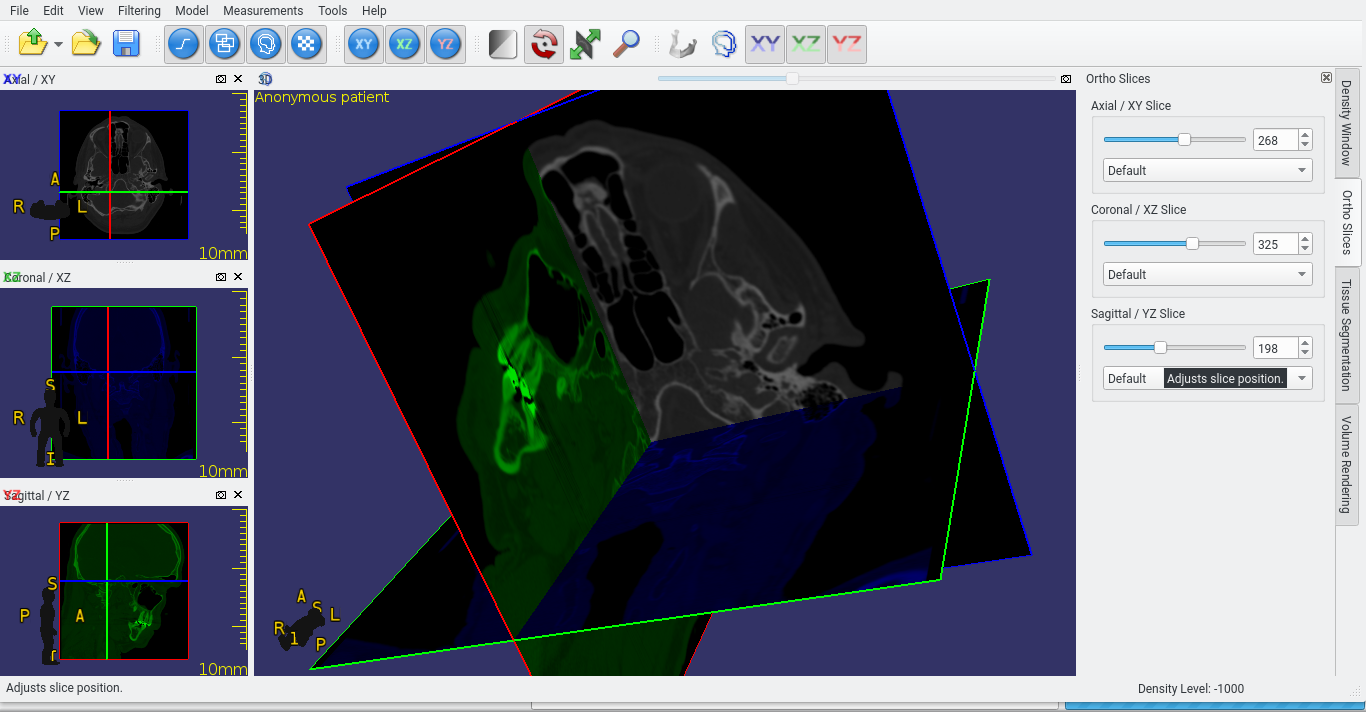 File Edit View Filtering Model Measurements Tools Help
XY XZ YZ XY XZ YZ
Axial / XY
A
R L
P
10mm
Coronal / XZ
S
R L
I
10mm
Sagittal / YZ
S
P A
I
10mm
3D
Anonymous patient
A
S
L
R
P
Ortho Slices
Axial / XY Slice
268
Default
Coronal / XZ Slice
325
Default
Sagittal / YZ Slice
198
Default
Adjusts slice position.
Density Window
Ortho Slices
Tissue Segmentation
Volume Rendering
Adjusts slice position.
Density Level: -1000